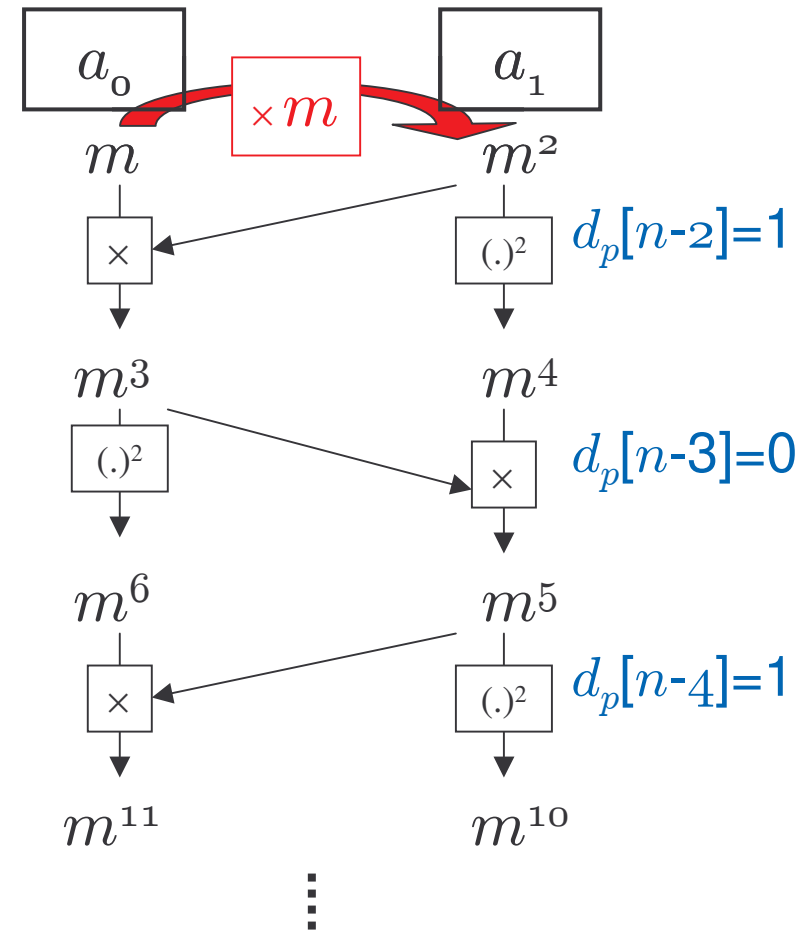 a₀ a₁
× m
m m²
× (.)² dₚ[n-2]=1
m³ m⁴
(.)² × dₚ[n-3]=0
m⁶ m⁵
× (.)² dₚ[n-4]=1
m¹¹ m¹⁰